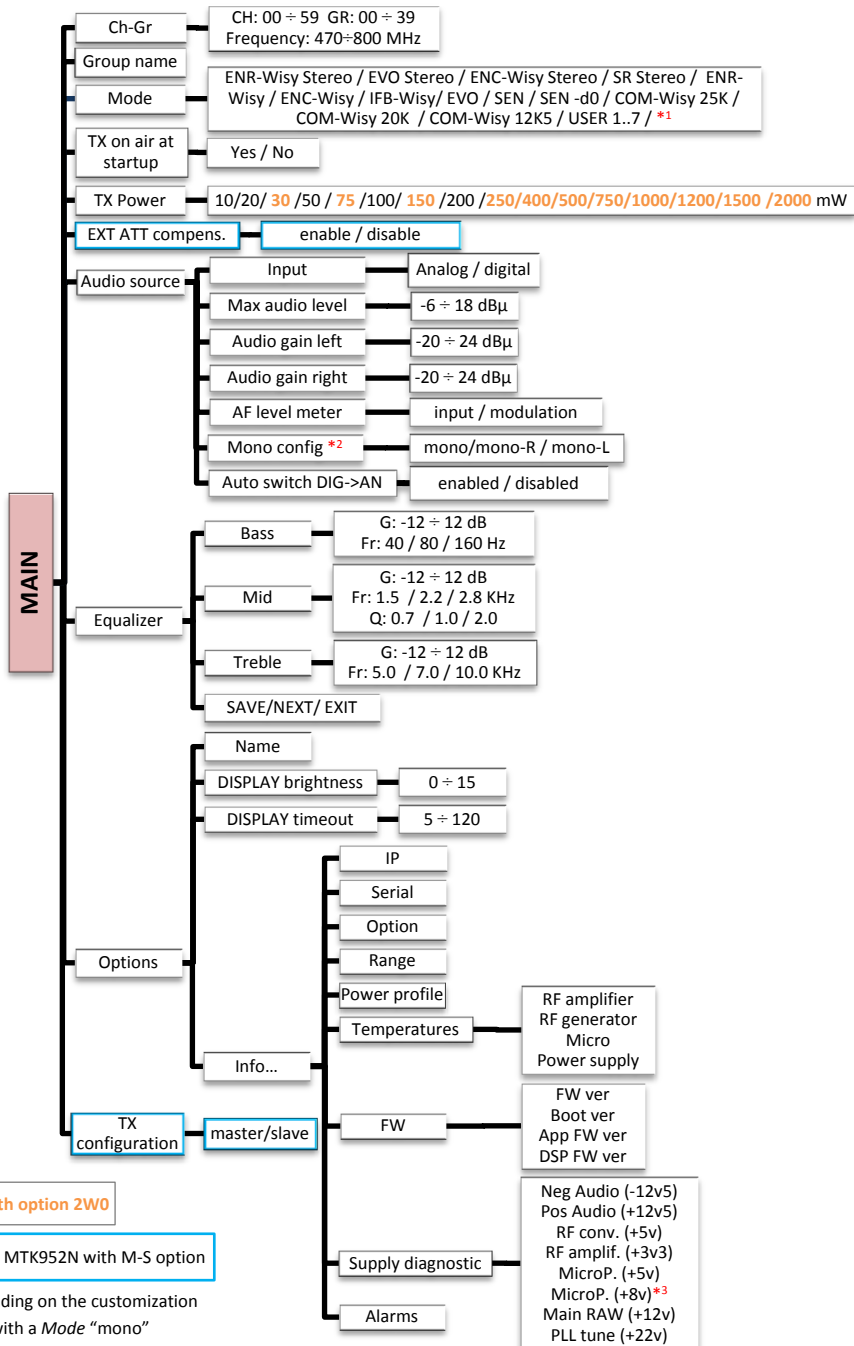 Ch-Gr
CH: 00 ÷ 59 GR: 00 ÷ 39
Frequency: 470÷800 MHz
Group name
Mode
ENR-Wisy Stereo / EVO Stereo / ENC-Wisy Stereo / SR Stereo / ENR-
Wisy / ENC-Wisy / IFB-Wisy/ EVO / SEN / SEN -d0 / COM-Wisy 25K /
COM-Wisy 20K / COM-Wisy 12K5 / USER 1..7 / *1
TX on air at
startup
Yes / No
TX Power
10/20/ 30 /50 / 75 /100/ 150 /200 /250/400/500/750/1000/1200/1500 /2000 mW
EXT ATT compens.
enable / disable
Audio source
Input
Analog / digital
Max audio level
-6 ÷ 18 dBµ
Audio gain left
-20 ÷ 24 dBµ
Audio gain right
-20 ÷ 24 dBµ
AF level meter
input / modulation
Mono config *2
mono/mono-R / mono-L
Auto switch DIG->AN
enabled / disabled
MAIN
Equalizer
Bass
G: -12 ÷ 12 dB
Fr: 40 / 80 / 160 Hz
Mid
G: -12 ÷ 12 dB
Fr: 1.5 / 2.2 / 2.8 KHz
Q: 0.7 / 1.0 / 2.0
Treble
G: -12 ÷ 12 dB
Fr: 5.0 / 7.0 / 10.0 KHz
SAVE/NEXT/ EXIT
Options
Name
DISPLAY brightness
0 ÷ 15
DISPLAY timeout
5 ÷ 120
Info…
IP
Serial
Option
Range
Power profile
Temperatures
RF amplifier
RF generator
Micro
Power supply
FW
FW ver
Boot ver
App FW ver
DSP FW ver
Supply diagnostic
Neg Audio (-12v5)
Pos Audio (+12v5)
RF conv. (+5v)
RF amplif. (+3v3)
MicroP. (+5v)
MicroP. (+8v)*3
Main RAW (+12v)
PLL tune (+22v)
Alarms
TX
configuration
master/slave
option 2W0
MTK952N with M-S option
on the customization
with a Mode “mono”